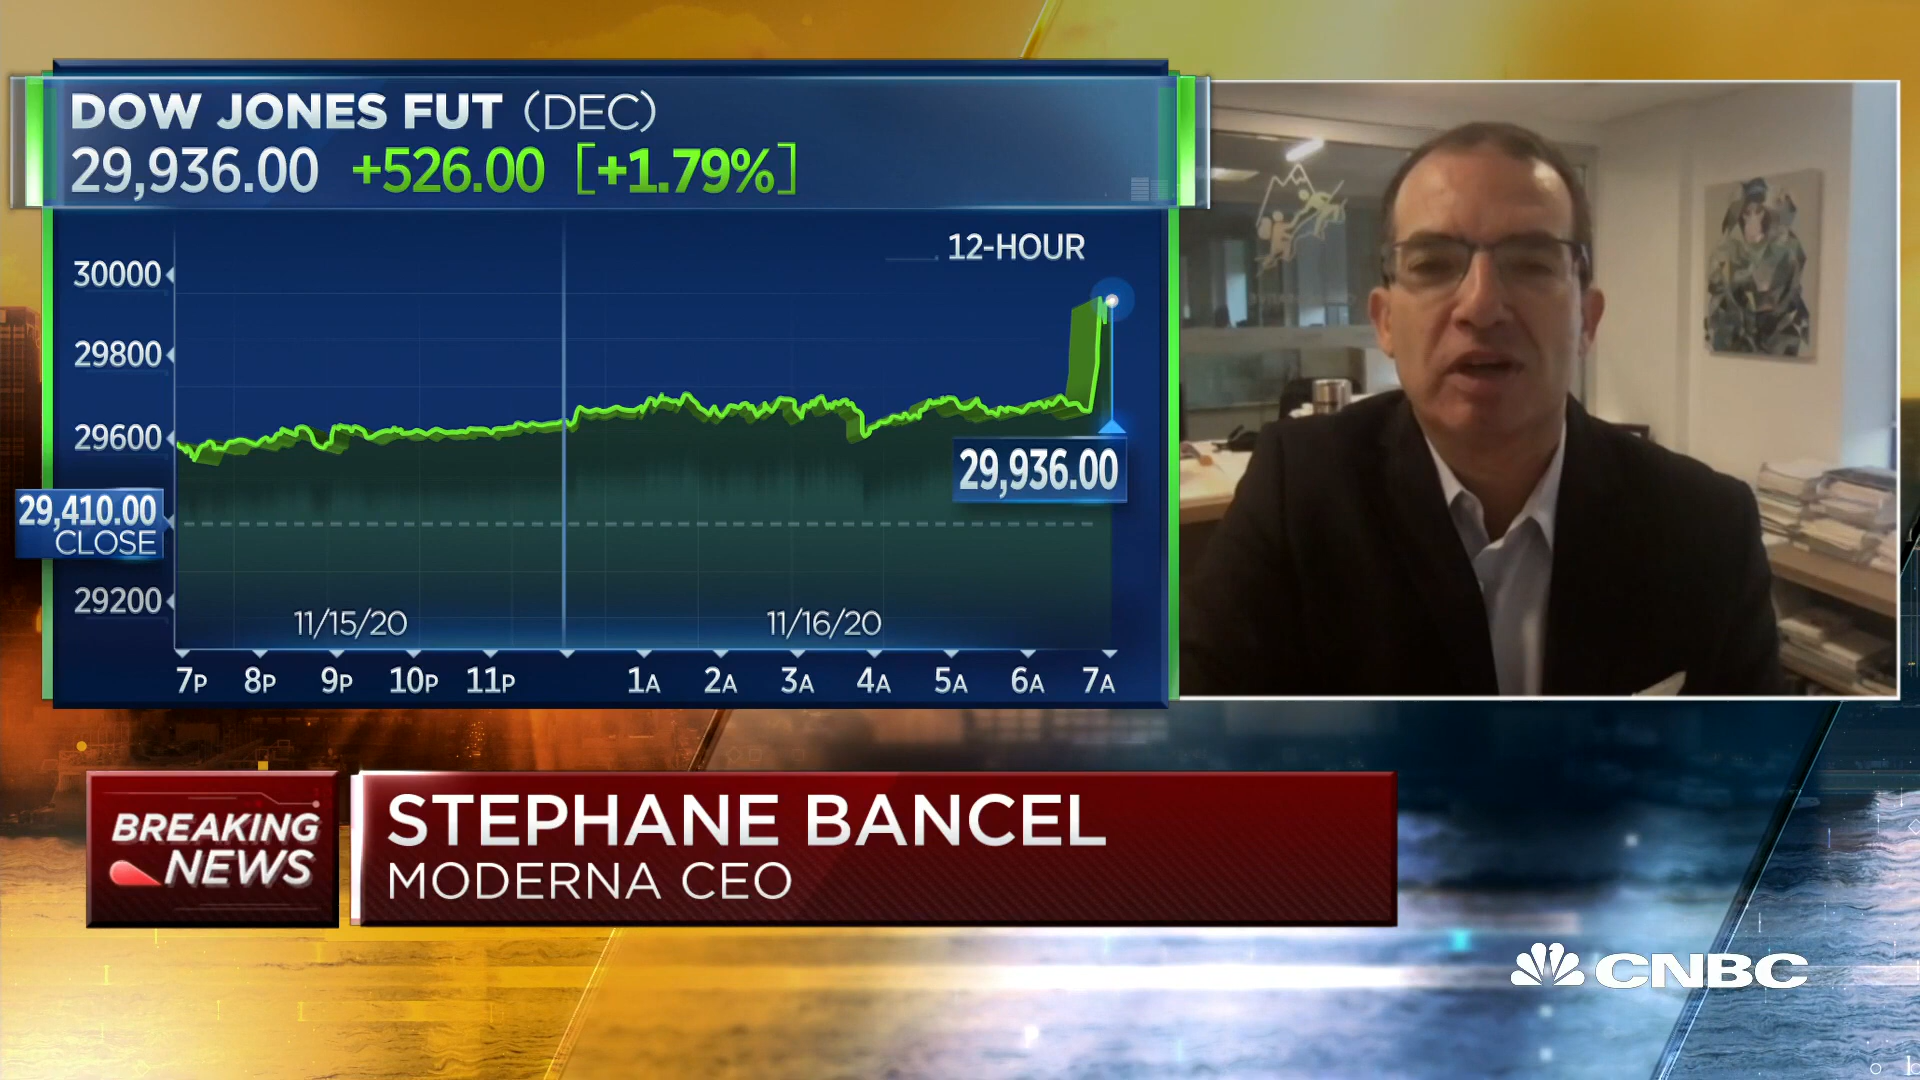 DOW JONES FUT (DEC)
29,936.00 +526.00 [+1.79%]
12-HOUR
30000
29800
29600
29,410.00
CLOSE
29200
29,936.00
11/15/20 11/16/20
7P 8P 9P 10P 11P 1A 2A 3A 4A 5A 6A 7A
BREAKING
NEWS
STEPHANE BANCEL
MODERNA CEO
CNBC